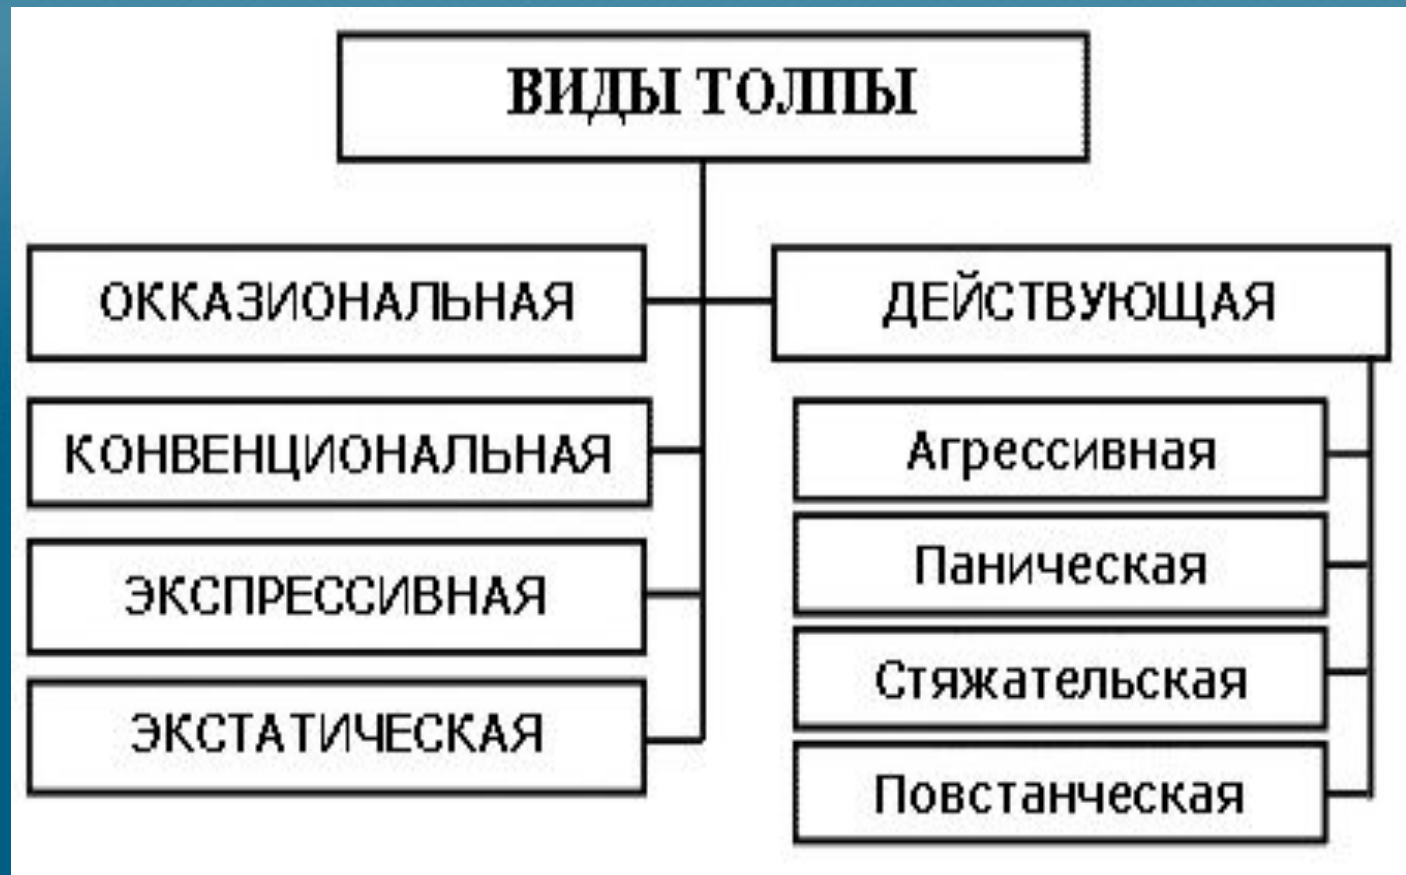 ВИДЫ ТОЛПЫ
ОККАЗИОНАЛЬНАЯ
КОНВЕНЦИОНАЛЬНАЯ
ЭКСПРЕССИВНАЯ
ЭКСТАТИЧЕСКАЯ
ДЕЙСТВУЮЩАЯ
Агрессивная
Паническая
Стяжательская
Повстанческая